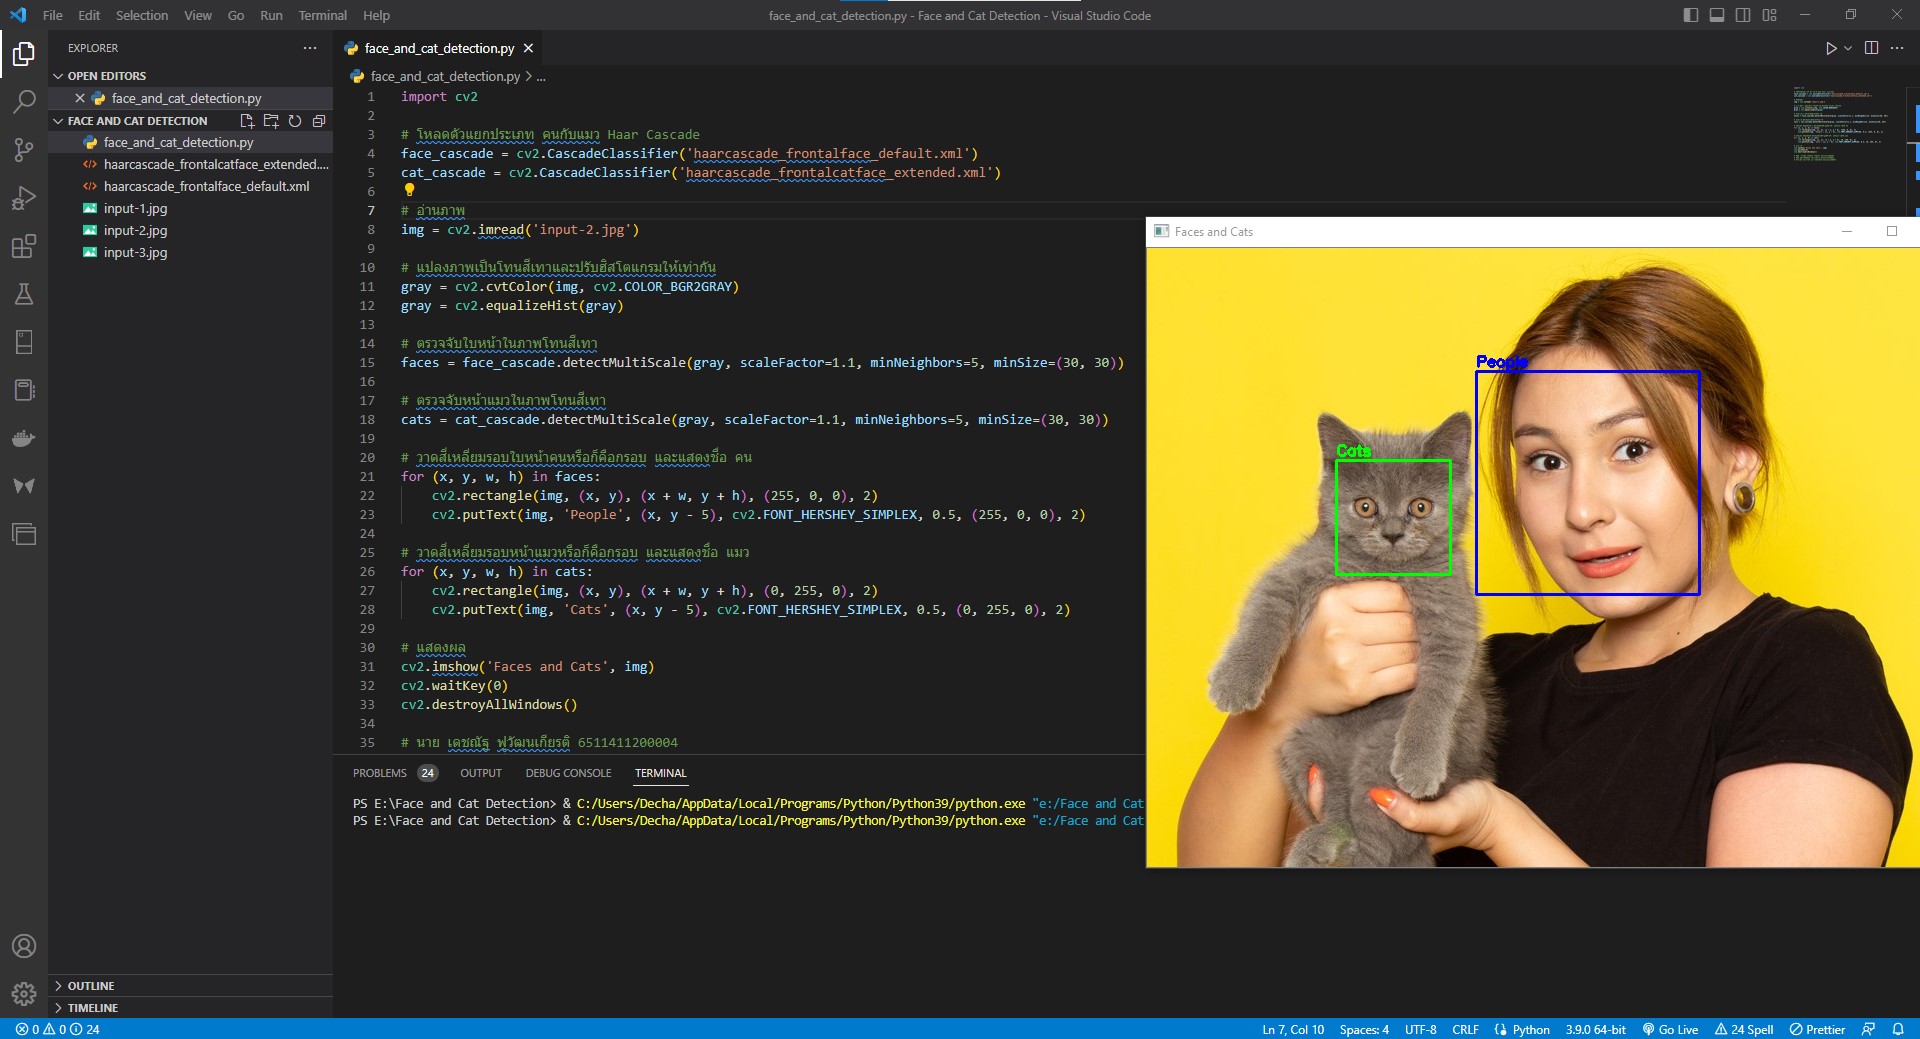 File Edit Selection View Go Run Terminal Help
face_and_cat_detection.py - Face and Cat Detection - Visual Studio Code
EXPLORER
OPEN EDITORS
face_and_cat_detection.py
FACE AND CAT DETECTION
face_and_cat_detection.py
haarcascade_frontalcatface_extended....
haarcascade_frontalface_default.xml
input-1.jpg
input-2.jpg
input-3.jpg
OUTLINE
TIMELINE
face_and_cat_detection.py
face_and_cat_detection.py > ...
1 import cv2
2
3 # โหลดตัวแยกประเภท คนกับแมว Haar Cascade
4 face_cascade = cv2.CascadeClassifier('haarcascade_frontalface_default.xml')
5 cat_cascade = cv2.CascadeClassifier('haarcascade_frontalcatface_extended.xml')
6
7 # อ่านภาพ
8 img = cv2.imread('input-2.jpg')
9
10 # แปลงภาพเป็นโทนสีเทาและปรับฮิสโตแกรมให้เท่ากัน
11 gray = cv2.cvtColor(img, cv2.COLOR_BGR2GRAY)
12 gray = cv2.equalizeHist(gray)
13
14 # ตรวจจับใบหน้าในภาพโทนสีเทา
15 faces = face_cascade.detectMultiScale(gray, scaleFactor=1.1, minNeighbors=5, minSize=(30, 30))
16
17 # ตรวจจับหน้าแมวในภาพโทนสีเทา
18 cats = cat_cascade.detectMultiScale(gray, scaleFactor=1.1, minNeighbors=5, minSize=(30, 30))
19
20 # วาดสี่เหลี่ยมรอบใบหน้าคนหรือก็คือกรอบ และแสดงชื่อ คน
21 for (x, y, w, h) in faces:
22 cv2.rectangle(img, (x, y), (x + w, y + h), (255, 0, 0), 2)
23 cv2.putText(img, 'People', (x, y - 5), cv2.FONT_HERSHEY_SIMPLEX, 0.5, (255, 0, 0), 2)
24
25 # วาดสี่เหลี่ยมรอบหน้าแมวหรือก็คือกรอบ และแสดงชื่อ แมว
26 for (x, y, w, h) in cats:
27 cv2.rectangle(img, (x, y), (x + w, y + h), (0, 255, 0), 2)
28 cv2.putText(img, 'Cats', (x, y - 5), cv2.FONT_HERSHEY_SIMPLEX, 0.5, (0, 255, 0), 2)
29
30 # แสดงผล
31 cv2.imshow('Faces and Cats', img)
32 cv2.waitKey(0)
33 cv2.destroyAllWindows()
34
35 # นาย เดชณัฐ ฟูวัฒนเกียรติ 6511411200004
Faces and Cats
People
Cats
PROBLEMS 24 OUTPUT DEBUG CONSOLE TERMINAL
PS E:\Face and Cat Detection> & C:/Users/Decha/AppData/Local/Programs/Python/Python39/python.exe "e:/Face and Cat
PS E:\Face and Cat Detection> & C:/Users/Decha/AppData/Local/Programs/Python/Python39/python.exe "e:/Face and Cat
0 0 24
Ln 7, Col 10 Spaces: 4 UTF-8 CRLF Python 3.9.0 64-bit Go Live 24 Spell Prettier